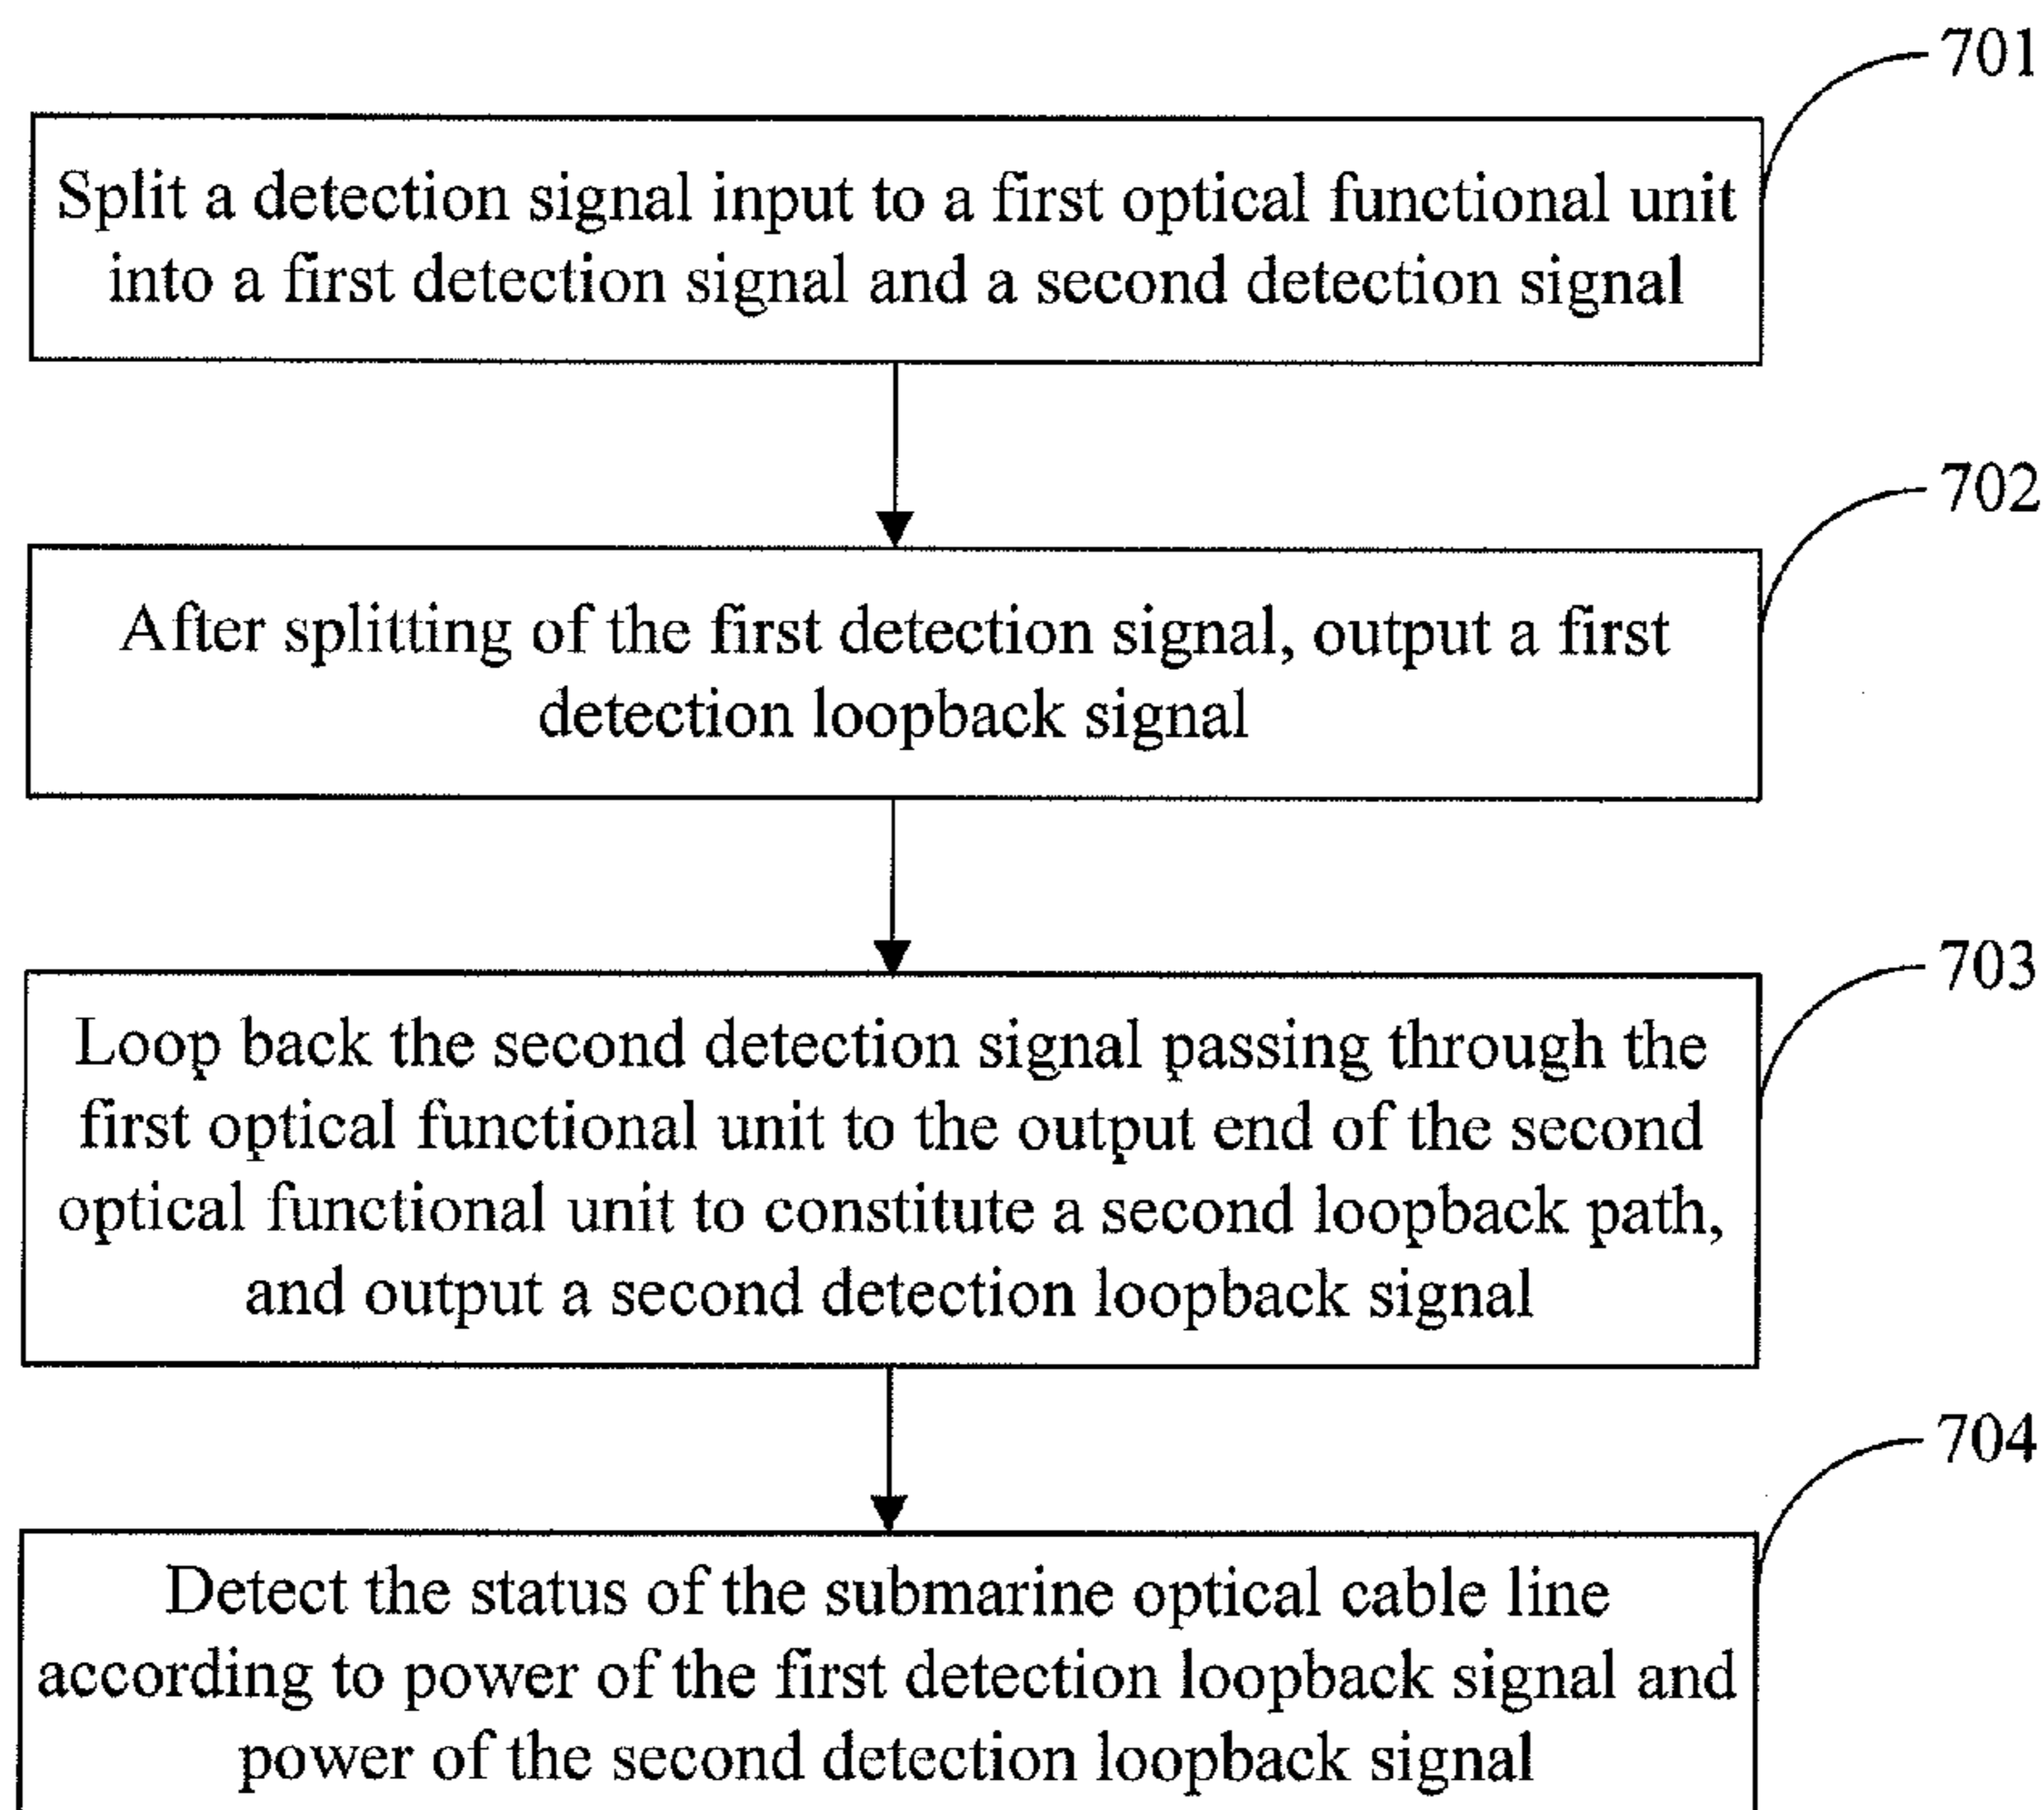 701
Split a detection signal input to a first optical functional unit
into a first detection signal and a second detection signal
702
After splitting of the first detection signal, output a first
detection loopback signal
703
Loop back the second detection signal passing through the
first optical functional unit to the output end of the second
optical functional unit to constitute a second loopback path,
and output a second detection loopback signal
704
Detect the status of the submarine optical cable line
according to power of the first detection loopback signal and
power of the second detection loopback signal